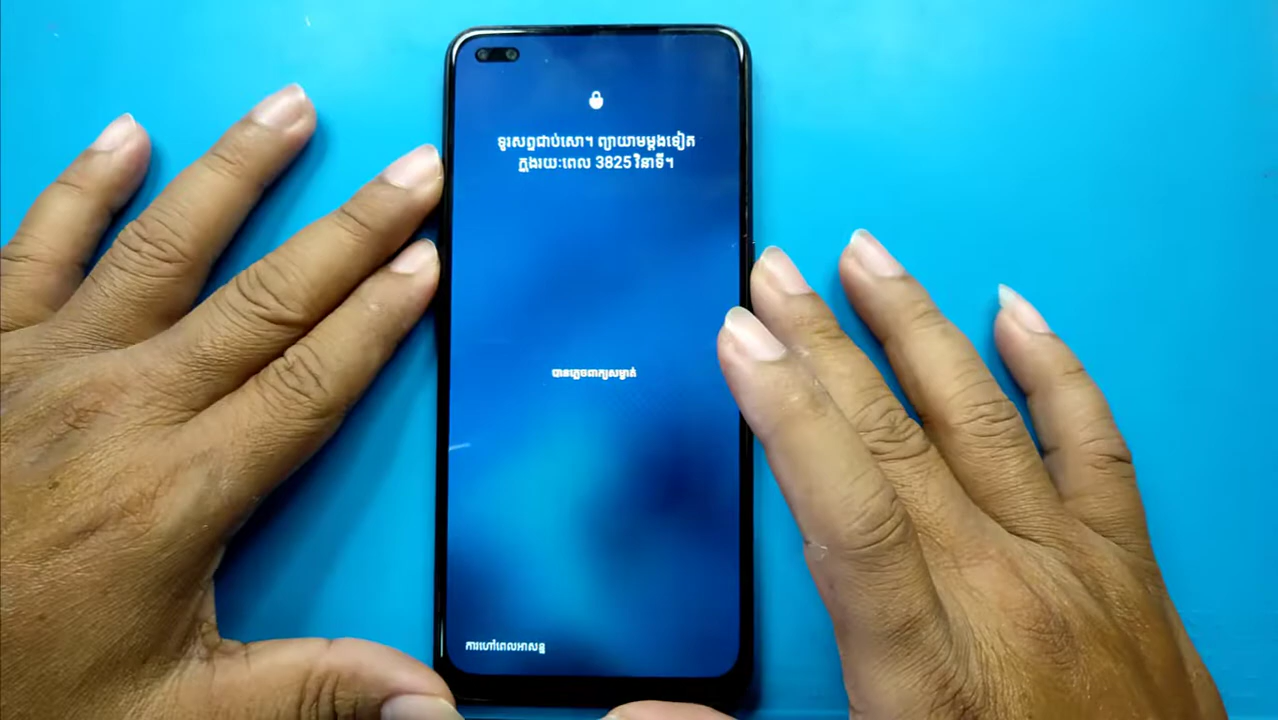 ទូរសព្ទជាប់សោ។ ព្យាយាមម្តងទៀត
ក្នុងរយៈពេល 3825 វិនាទី។
បានភ្លេចពាក្យសម្ងាត់
ការហៅពេលអាសន្ន